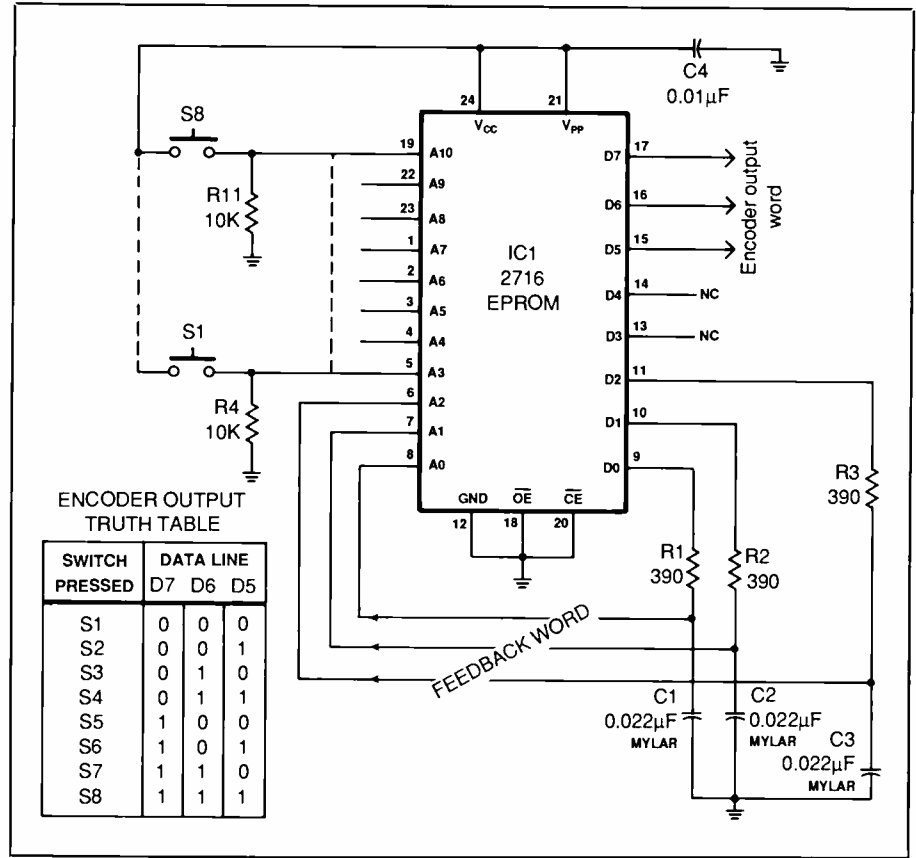 C4
0.01µF
24
21
VCC
VPP
S8
19
A10
R11
10K
22
A9
23
A8
1
A7
2
A6
3
A5
4
A4
S1
5
A3
R4
10K
6
A2
7
A1
8
A0
IC1
2716
EPROM
D7
17
D6
16
D5
15
Encoder output
word
D4
14
NC
D3
13
NC
D2
11
D1
10
D0
9
GND
OE
CE
12
18
20
R1
390
R2
390
R3
390
FEEDBACK WORD
C1
0.022µF
MYLAR
C2
0.022µF
MYLAR
C3
0.022µF
MYLAR
ENCODER OUTPUT
TRUTH TABLE
SWITCH DATA LINE
PRESSED D7 D6 D5
S1 0 0 0
S2 0 0 1
S3 0 1 0
S4 0 1 1
S5 1 0 0
S6 1 0 1
S7 1 1 0
S8 1 1 1